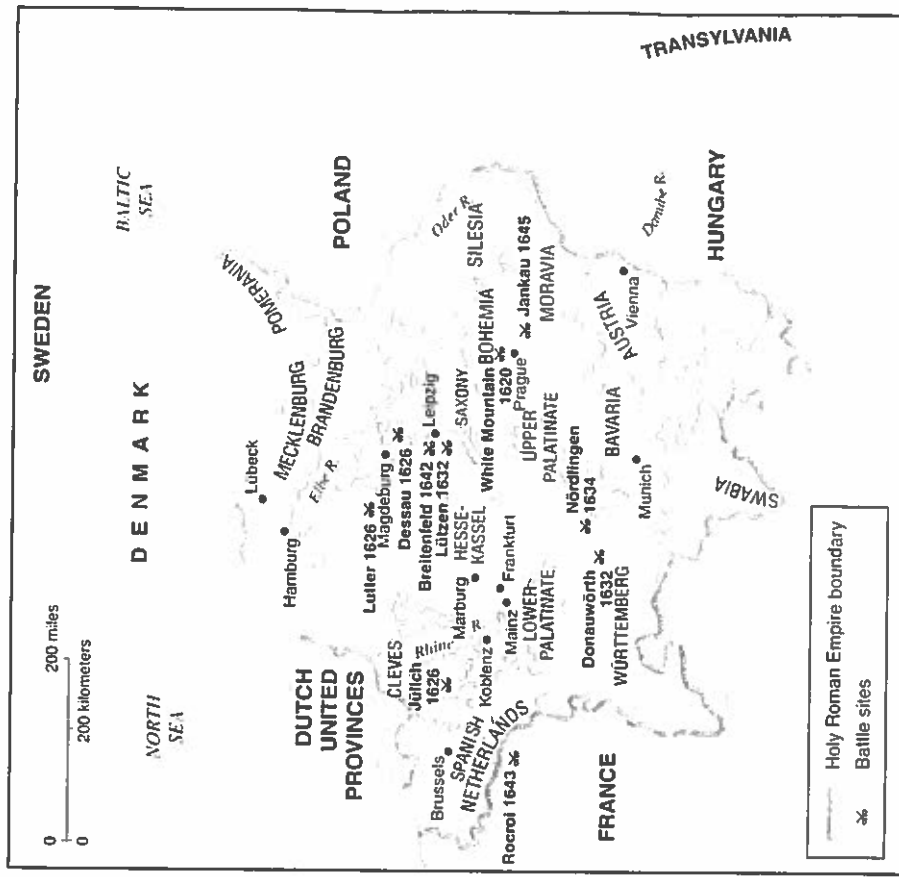 0 200 miles
0 200 kilometers
NORTH
SEA
DENMARK
SWEDEN
BALTIC
SEA
Lübeck
Hamburg
MECKLENBURG
POMERANIA
BRANDENBURG
Elbe R.
DUTCH
UNITED
PROVINCES
POLAND
CLEVES
Rhine R.
Jülich
1626
Lutter 1626
Magdeburg
Dessau 1626
Breitenfeld 1642
Lützen 1632
Leipzig
Oder R.
Brussels
SPANISH
NETHERLANDS
Koblenz
Marburg
HESSE-
KASSEL
SAXONY
SILESIA
Rocroi 1643
Mainz
Frankfurt
LOWER
PALATINATE
White Mountain
1620
BOHEMIA
Prague
Jankau 1645
UPPER
PALATINATE
MORAVIA
Nördlingen
1634
Donauwörth
1632
WÜRTTEMBERG
BAVARIA
AUSTRIA
Vienna
Danube R.
FRANCE
Munich
HUNGARY
TRANSYLVANIA
SWABIA
Holy Roman Empire boundary
Battle sites